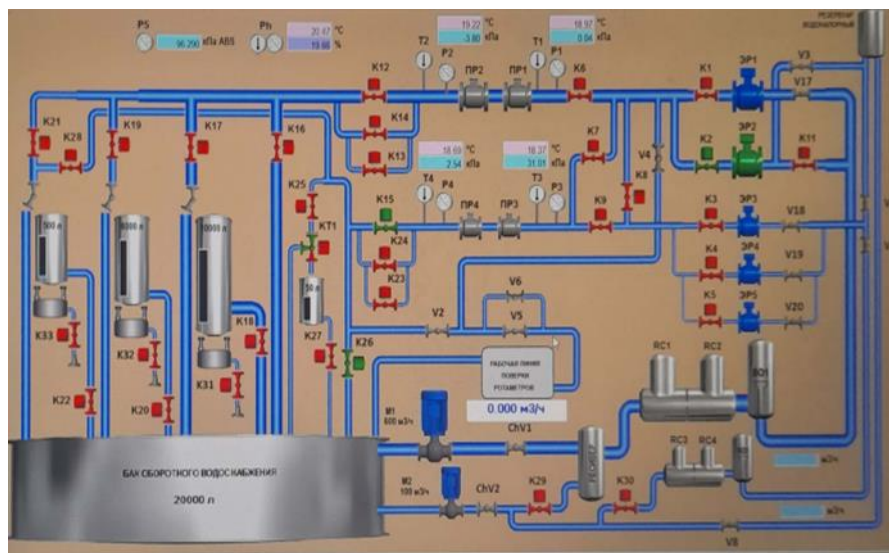 P5
96.290 кПа ABS
Ph
20.47 °C
19.88 %
T2
P2
19.22 °C
-3.80 кПа
T1
P1
18.97 °C
0.04 кПа
РЕЗЕРВУАР
ВОДОНАПОРНЫЙ
K12
ПР2
ПР1
K6
K1
ЭР1
V3
V17
K21
K28
K19
K17
K16
K14
K13
K7
V4
K2
ЭР2
K11
18.69 °C
2.54 кПа
18.37 °C
31.01 кПа
K25
T4
P4
T3
P3
K8
K15
ПР4
ПР3
K9
K3
ЭР3
V18
KT1
K24
K4
ЭР4
V19
K23
K5
ЭР5
V20
500 л
50 л
V6
V2
V5
K33
K32
K18
K31
K27
K26
RC1
RC2
РАБОЧАЯ ЛИНИЯ
ПОВЕРКИ
РОТАМЕТРОВ
0.000 м3/ч
K22
K20
M1
600 м3/ч
ChV1
RC3
RC4
БАК ОБОРОТНОГО ВОДОСНАБЖЕНИЯ
20000 л
M2
100 м3/ч
ChV2
K29
K30
м3/ч
м3/ч
V8